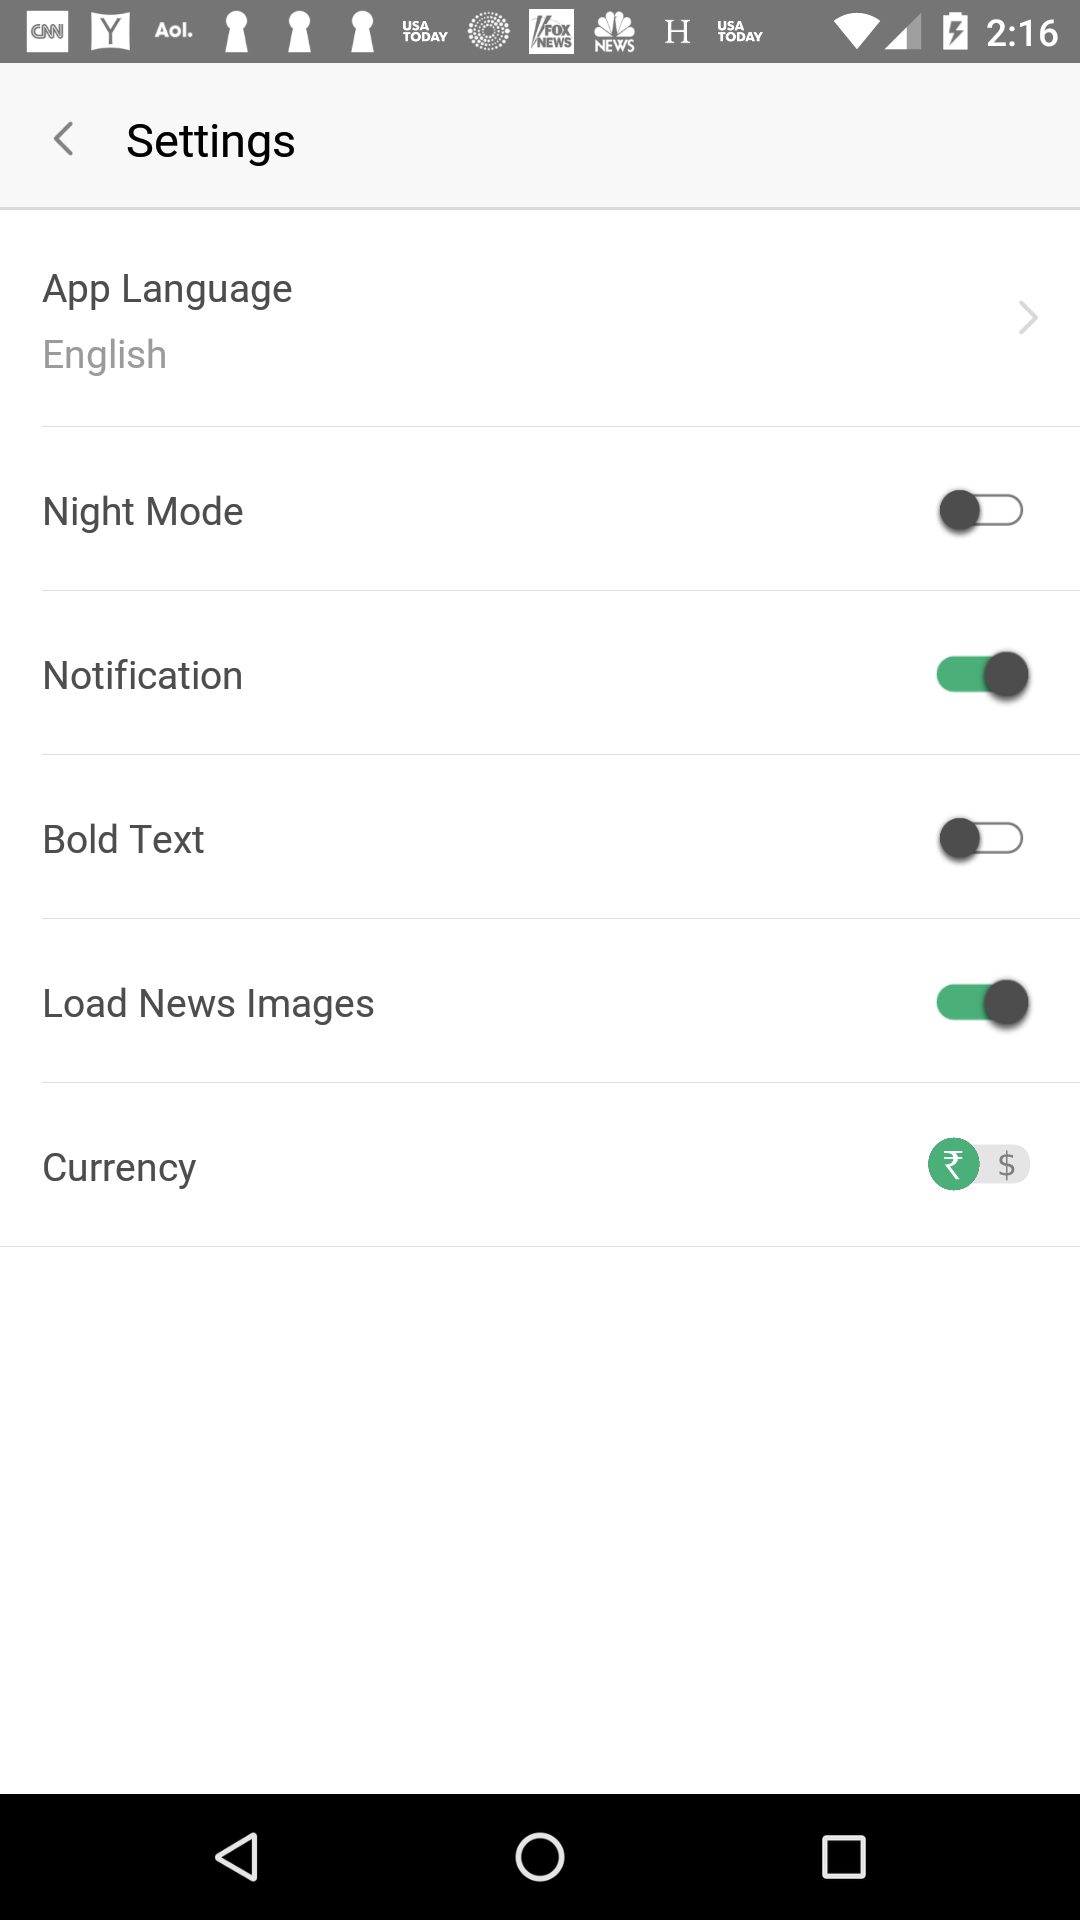 CNN Y Aol. USA TODAY FOX NEWS NBC NEWS H USA TODAY 2:16
Settings
App Language
English
Night Mode
Notification
Bold Text
Load News Images
Currency ₹ $